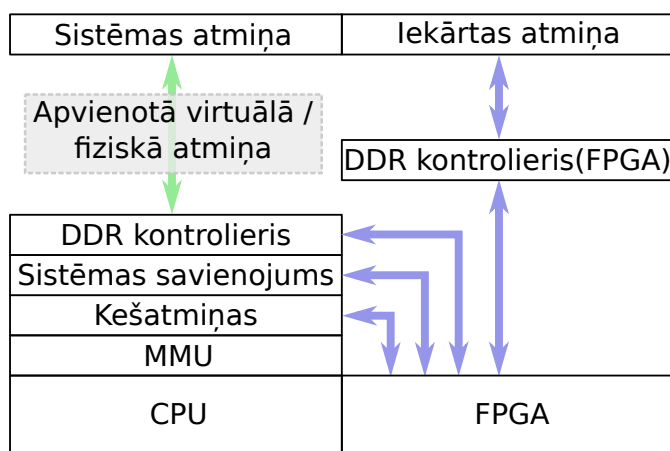 Sistēmas atmiņa
Iekārtas atmiņa
Apvienotā virtuālā /
fiziskā atmiņa
DDR kontrolieris(FPGA)
DDR kontrolieris
Sistēmas savienojums
Kešatmiņas
MMU
CPU
FPGA